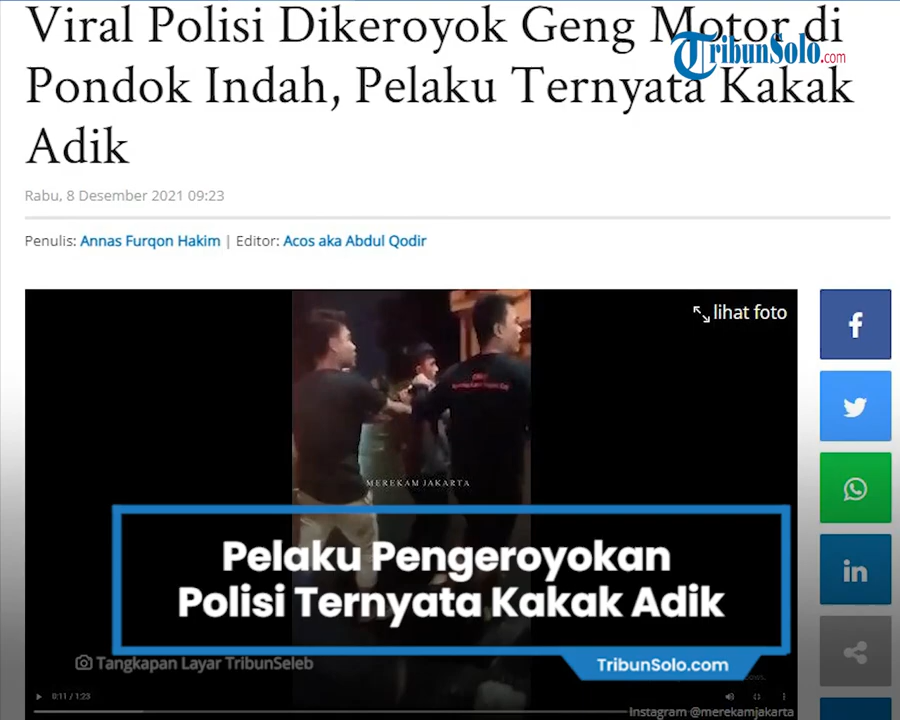 Viral Polisi Dikeroyok Geng Motor di
TribunSolo.com
Pondok Indah, Pelaku Ternyata Kakak
Adik
Rabu, 8 Desember 2021 09:23
Penulis: Annas Furqon Hakim | Editor: Acos aka Abdul Qodir
lihat foto
MEREKAM JAKARTA
Pelaku Pengeroyokan
Polisi Ternyata Kakak Adik
Tangkapan Layar TribunSeleb
TribunSolo.com
0:11 / 1:23
Instagram @merekamjakarta